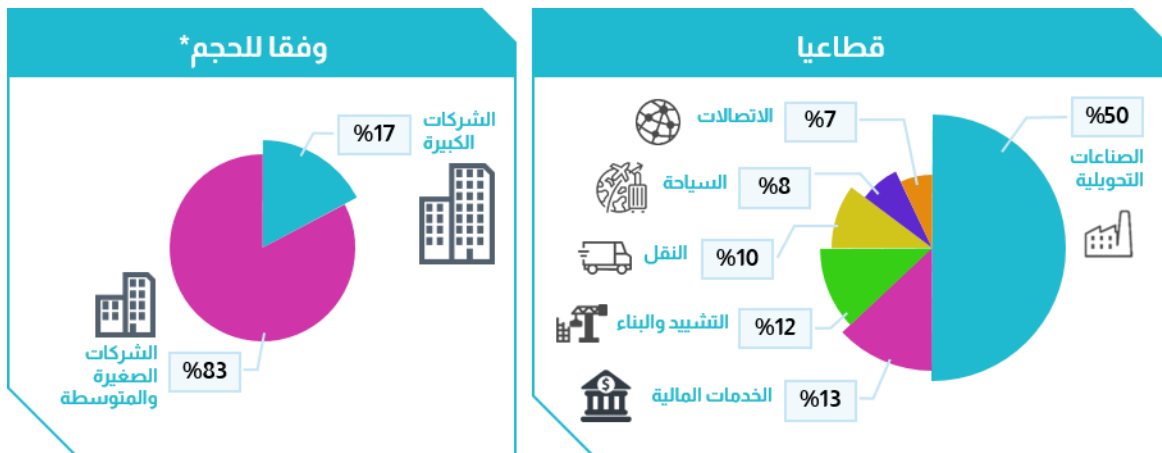 قطاعيا
%50
الصناعات
التحويلية
%7
الاتصالات
%8
السياحة
%10
النقل
%12
التشييد والبناء
%13
الخدمات المالية
$
وفقا للحجم*
%17
الشركات
الكبيرة
%83
الشركات
الصغيرة
والمتوسطة